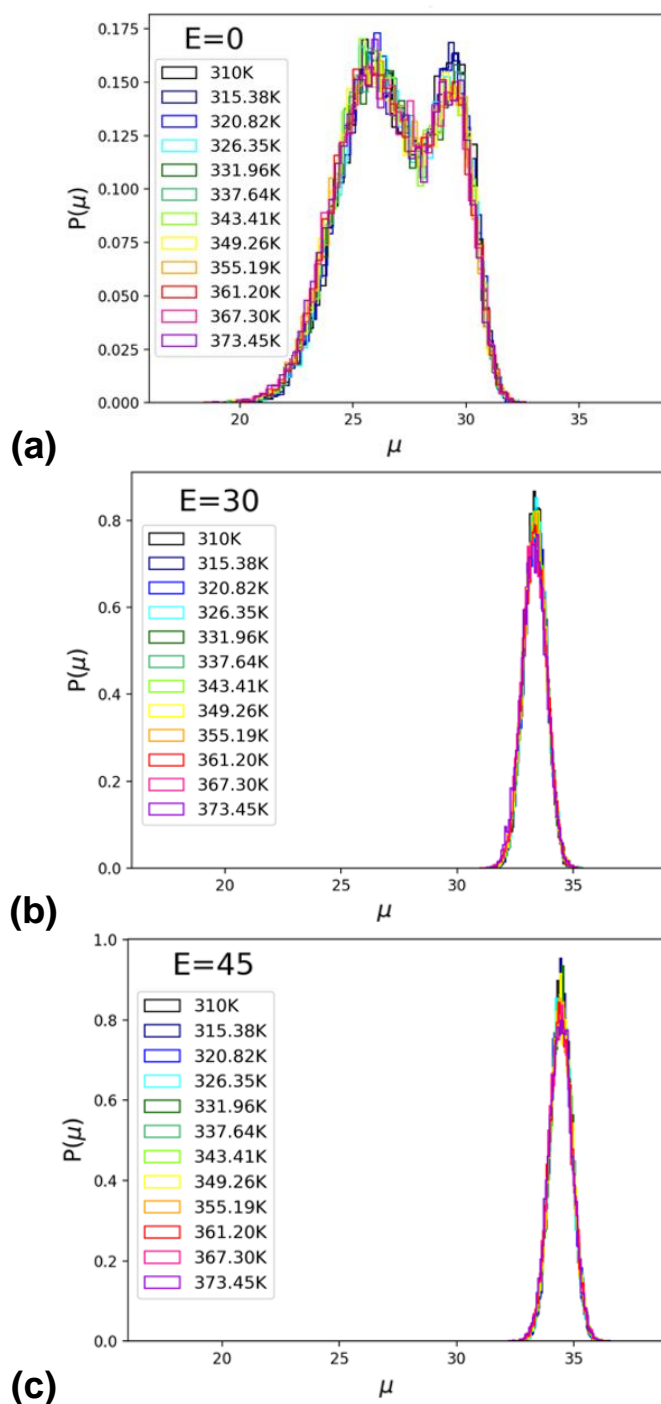 0.175
0.150
0.125
0.100
0.075
0.050
0.025
0.000
P(μ)
E=0
310K
315.38K
320.82K
326.35K
331.96K
337.64K
343.41K
349.26K
355.19K
361.20K
367.30K
373.45K
20 25 30 35
μ
(a)
0.8
0.6
0.4
0.2
0.0
P(μ)
E=30
310K
315.38K
320.82K
326.35K
331.96K
337.64K
343.41K
349.26K
355.19K
361.20K
367.30K
373.45K
20 25 30 35
μ
(b)
1.0
0.8
0.6
0.4
0.2
0.0
P(μ)
E=45
310K
315.38K
320.82K
326.35K
331.96K
337.64K
343.41K
349.26K
355.19K
361.20K
367.30K
373.45K
20 25 30 35
μ
(c)